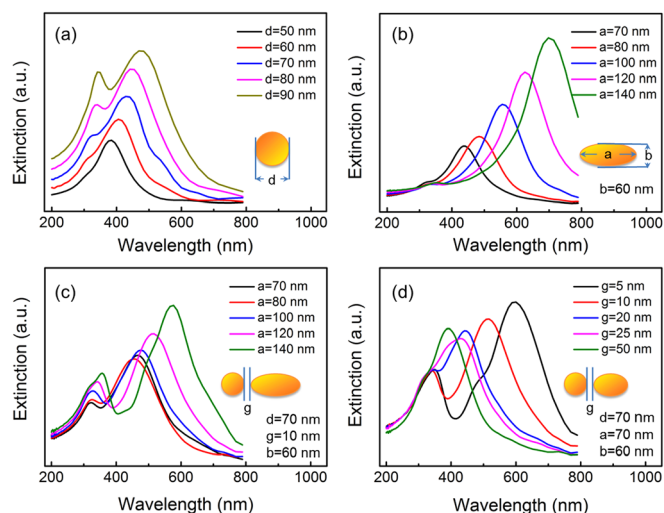 (a)
d=50 nm
d=60 nm
d=70 nm
d=80 nm
d=90 nm
d
Extinction (a.u.)
200 400 600 800 1000
Wavelength (nm)
(b)
a=70 nm
a=80 nm
a=100 nm
a=120 nm
a=140 nm
a b
b=60 nm
Extinction (a.u.)
200 400 600 800 1000
Wavelength (nm)
(c)
a=70 nm
a=80 nm
a=100 nm
a=120 nm
a=140 nm
g
d=70 nm
g=10 nm
b=60 nm
Extinction (a.u.)
200 400 600 800 1000
Wavelength (nm)
(d)
g=5 nm
g=10 nm
g=20 nm
g=25 nm
g=50 nm
g
d=70 nm
a=70 nm
b=60 nm
Extinction (a.u.)
200 400 600 800 1000
Wavelength (nm)